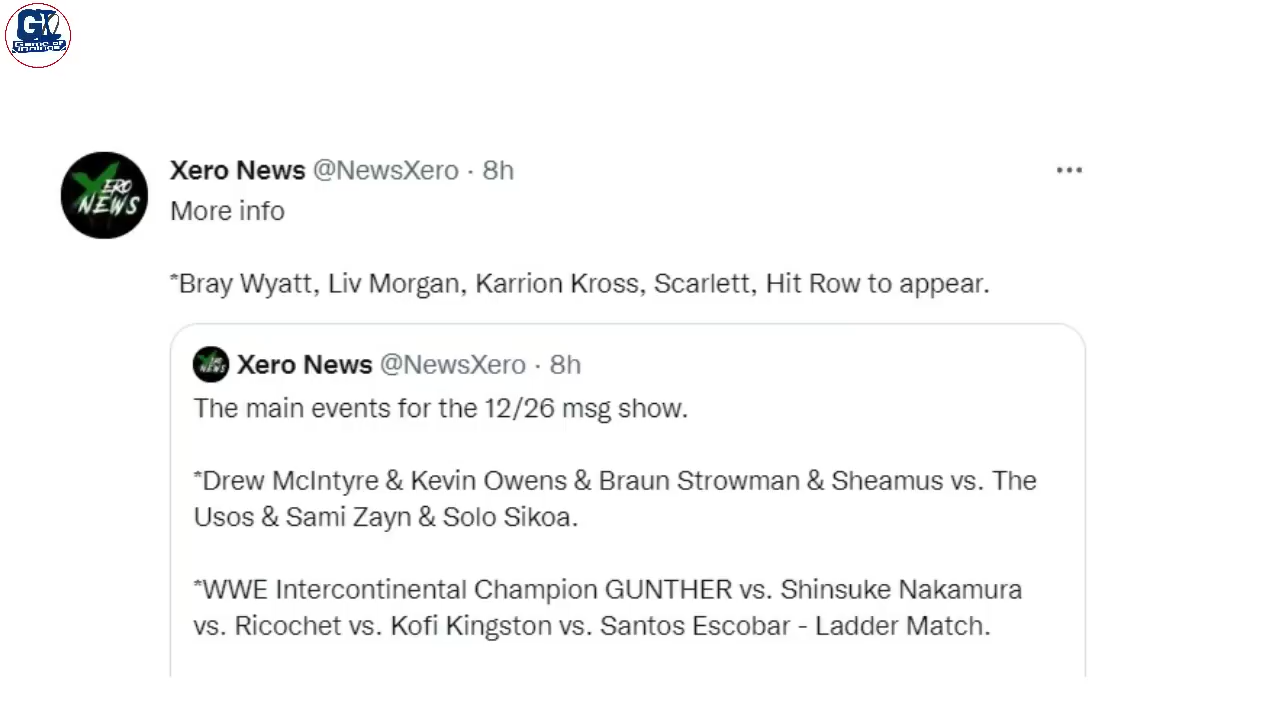 GW
Xero News @NewsXero · 8h
More info
XERO
NEWS
*Bray Wyatt, Liv Morgan, Karrion Kross, Scarlett, Hit Row to appear.
Xero News @NewsXero · 8h
The main events for the 12/26 msg show.
*Drew McIntyre & Kevin Owens & Braun Strowman & Sheamus vs. The
Usos & Sami Zayn & Solo Sikoa.
*WWE Intercontinental Champion GUNTHER vs. Shinsuke Nakamura
vs. Ricochet vs. Kofi Kingston vs. Santos Escobar - Ladder Match.